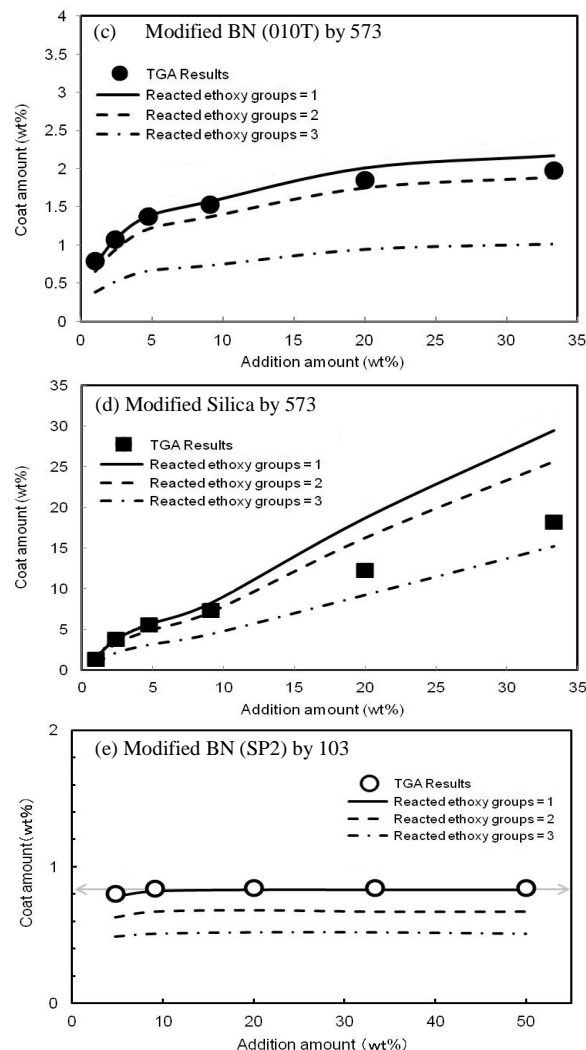 (c) Modified BN (010T) by 573
TGA Results
Reacted ethoxy groups = 1
Reacted ethoxy groups = 2
Reacted ethoxy groups = 3
Coat amount (wt%)
4
3.5
3
2.5
2
1.5
1
0.5
0
0 5 10 15 20 25 30 35
Addition amount (wt%)
(d) Modified Silica by 573
TGA Results
Reacted ethoxy groups = 1
Reacted ethoxy groups = 2
Reacted ethoxy groups = 3
Coat amount (wt%)
35
30
25
20
15
10
5
0
0 5 10 15 20 25 30 35
Addition amount (wt%)
(e) Modified BN (SP2) by 103
TGA Results
Reacted ethoxy groups = 1
Reacted ethoxy groups = 2
Reacted ethoxy groups = 3
Coat amount (wt%)
2
1
0
0 10 20 30 40 50
Addition amount (wt%)